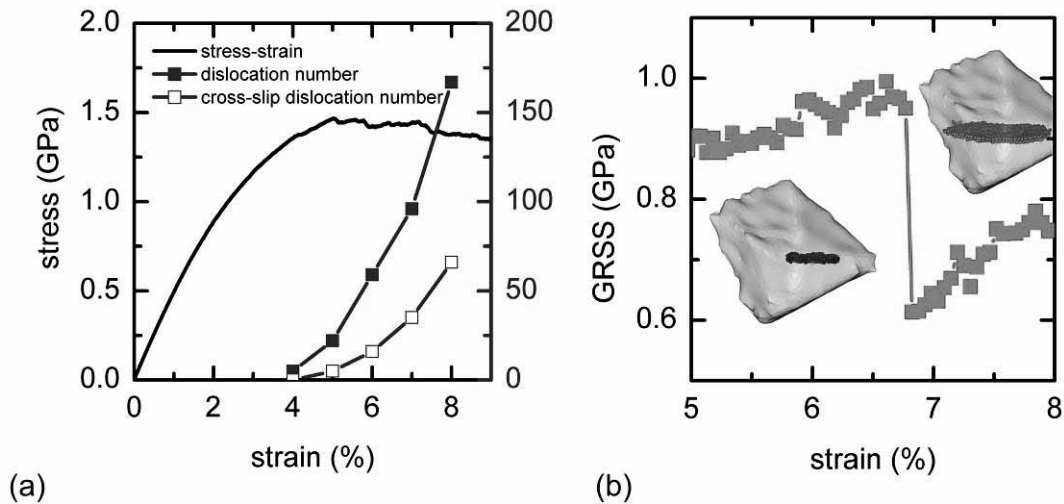 2.0
200
stress-strain
dislocation number
cross-slip dislocation number
1.5
150
1.0
100
0.5
50
0.0
0
0
2
4
6
8
stress (GPa)
strain (%)
(a)
1.0
0.8
0.6
5
6
7
8
GRSS (GPa)
strain (%)
(b)